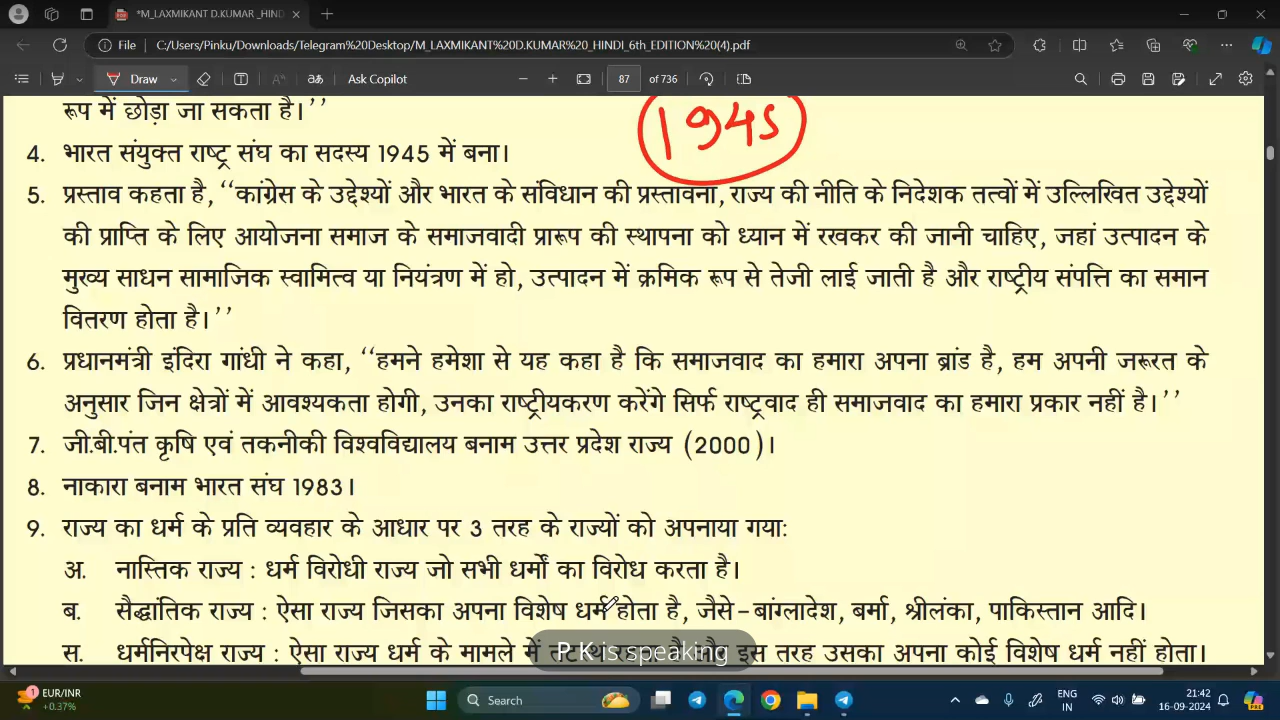 *M_LAXMIKANT D.KUMAR _HIND
File C:/Users/Pinku/Downloads/Telegram%20Desktop/M_LAXMIKANT%20D.KUMAR%20_HINDI_6th_EDITION%20(4).pdf
Draw Ask Copilot 87 of 736
रूप में छोड़ा जा सकता है।’’
1945
4. भारत संयुक्त राष्ट्र संघ का सदस्य 1945 में बना।
5. प्रस्ताव कहता है, ‘‘कांग्रेस के उद्देश्यों और भारत के संविधान की प्रस्तावना, राज्य की नीति के निदेशक तत्वों में उल्लिखित उद्देश्यों
की प्राप्ति के लिए आयोजना समाज के समाजवादी प्रारूप की स्थापना को ध्यान में रखकर की जानी चाहिए, जहां उत्पादन के
मुख्य साधन सामाजिक स्वामित्व या नियंत्रण में हो, उत्पादन में क्रमिक रूप से तेजी लाई जाती है और राष्ट्रीय संपत्ति का समान
वितरण होता है।’’
6. प्रधानमंत्री इंदिरा गांधी ने कहा, ‘‘हमने हमेशा से यह कहा है कि समाजवाद का हमारा अपना ब्रांड है, हम अपनी जरूरत के
अनुसार जिन क्षेत्रों में आवश्यकता होगी, उनका राष्ट्रीयकरण करेंगे सिर्फ राष्ट्रवाद ही समाजवाद का हमारा प्रकार नहीं है।’’
7. जी.बी.पंत कृषि एवं तकनीकी विश्वविद्यालय बनाम उत्तर प्रदेश राज्य (2000)।
8. नाकारा बनाम भारत संघ 1983।
9. राज्य का धर्म के प्रति व्यवहार के आधार पर 3 तरह के राज्यों को अपनाया गया:
अ. नास्तिक राज्य : धर्म विरोधी राज्य जो सभी धर्मों का विरोध करता है।
ब. सैद्धांतिक राज्य : ऐसा राज्य जिसका अपना विशेष धर्म होता है, जैसे-बांग्लादेश, बर्मा, श्रीलंका, पाकिस्तान आदि।
स. धर्मनिरपेक्ष राज्य : ऐसा राज्य धर्म के मामले में इस तरह उसका अपना कोई विशेष धर्म नहीं होता।
P K is speaking
EUR/INR
+0.37%
Search
ENG
IN
21:42
16-09-2024